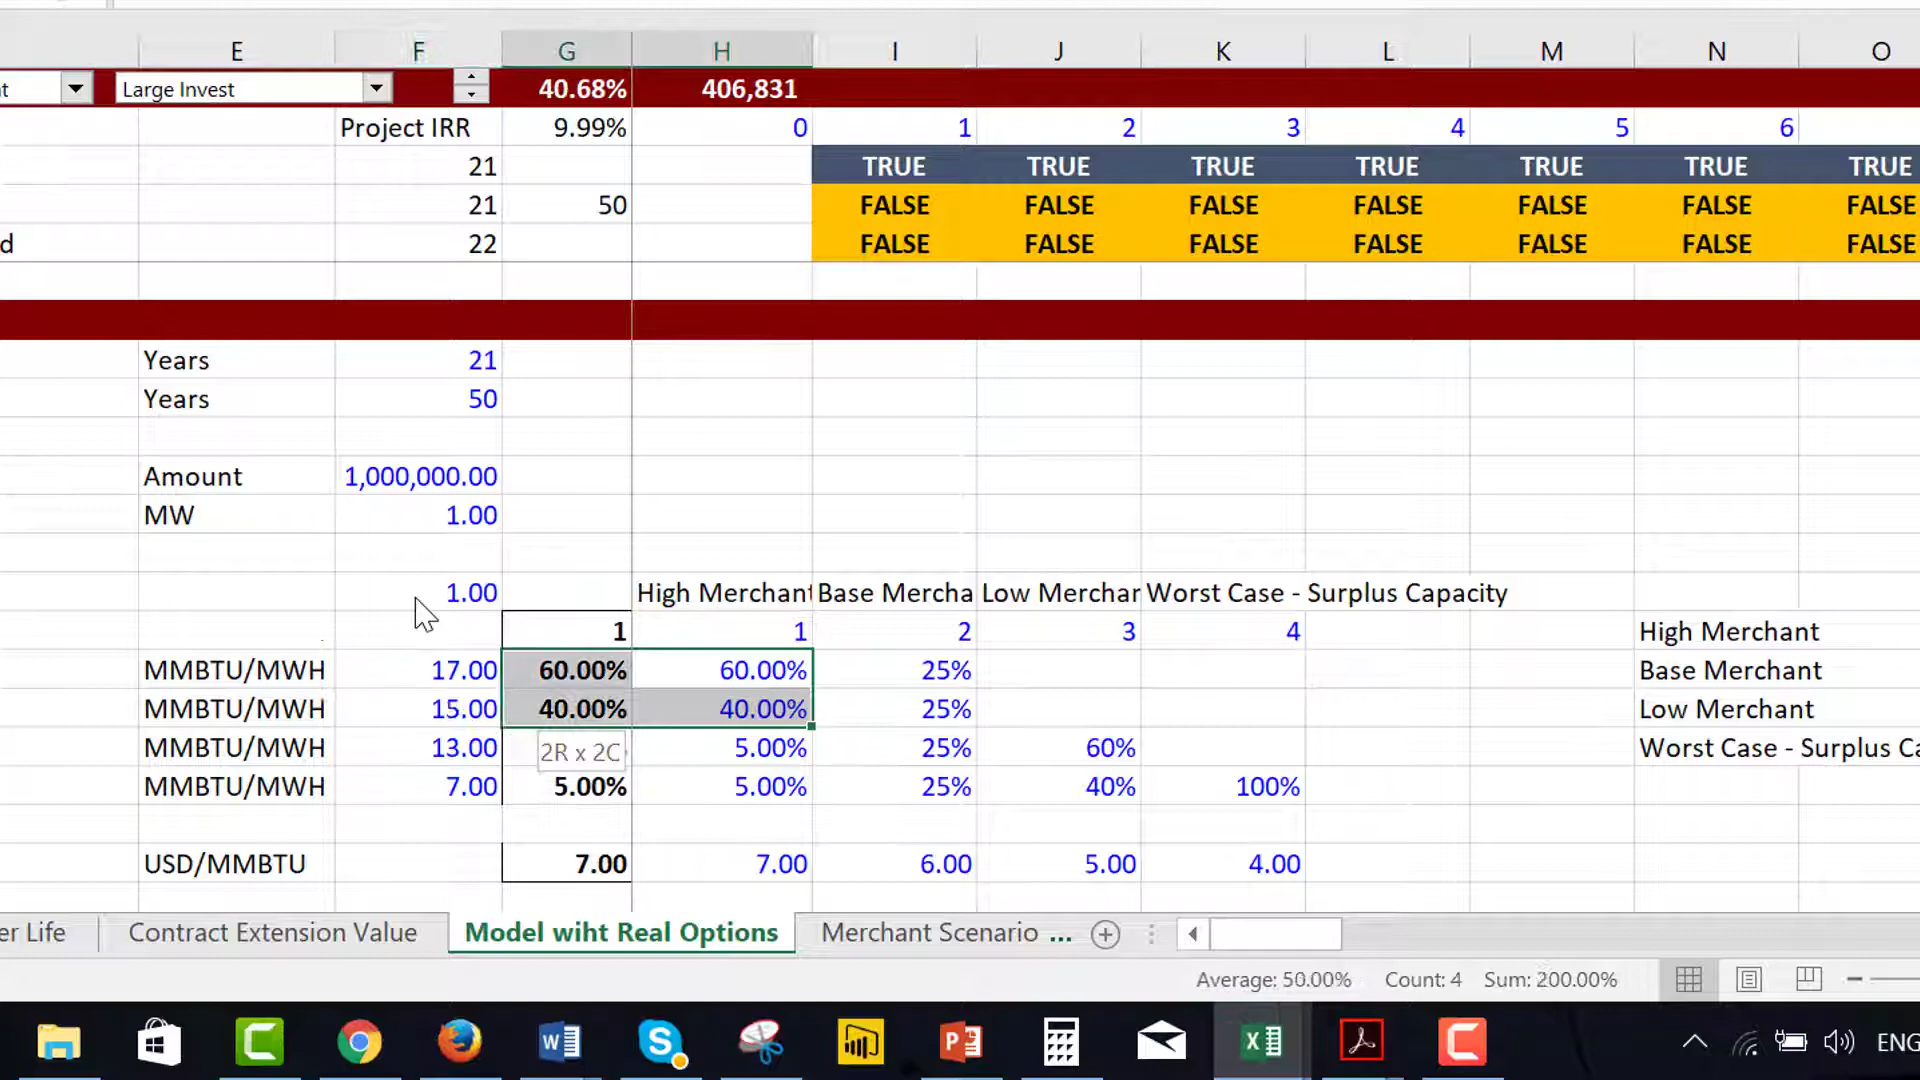 E F G H I J K L M N O
t Large Invest 40.68% 406,831
Project IRR 9.99% 0 1 2 3 4 5 6
21 TRUE TRUE TRUE TRUE TRUE TRUE TRUE
21 50 FALSE FALSE FALSE FALSE FALSE FALSE FALSE
d 22 FALSE FALSE FALSE FALSE FALSE FALSE FALSE
Years 21
Years 50
Amount 1,000,000.00
MW 1.00
1.00 High Merchant Base Mercha Low Merchar Worst Case - Surplus Capacity
1 1 2 3 4 High Merchant
MMBTU/MWH 17.00 60.00% 60.00% 25% Base Merchant
MMBTU/MWH 15.00 40.00% 40.00% 25% Low Merchant
MMBTU/MWH 13.00 2R x 2C 5.00% 25% 60% Worst Case - Surplus Ca
MMBTU/MWH 7.00 5.00% 5.00% 25% 40% 100%
USD/MMBTU 7.00 7.00 6.00 5.00 4.00
er Life Contract Extension Value Model wiht Real Options Merchant Scenario ...
Average: 50.00% Count: 4 Sum: 200.00%
ENG